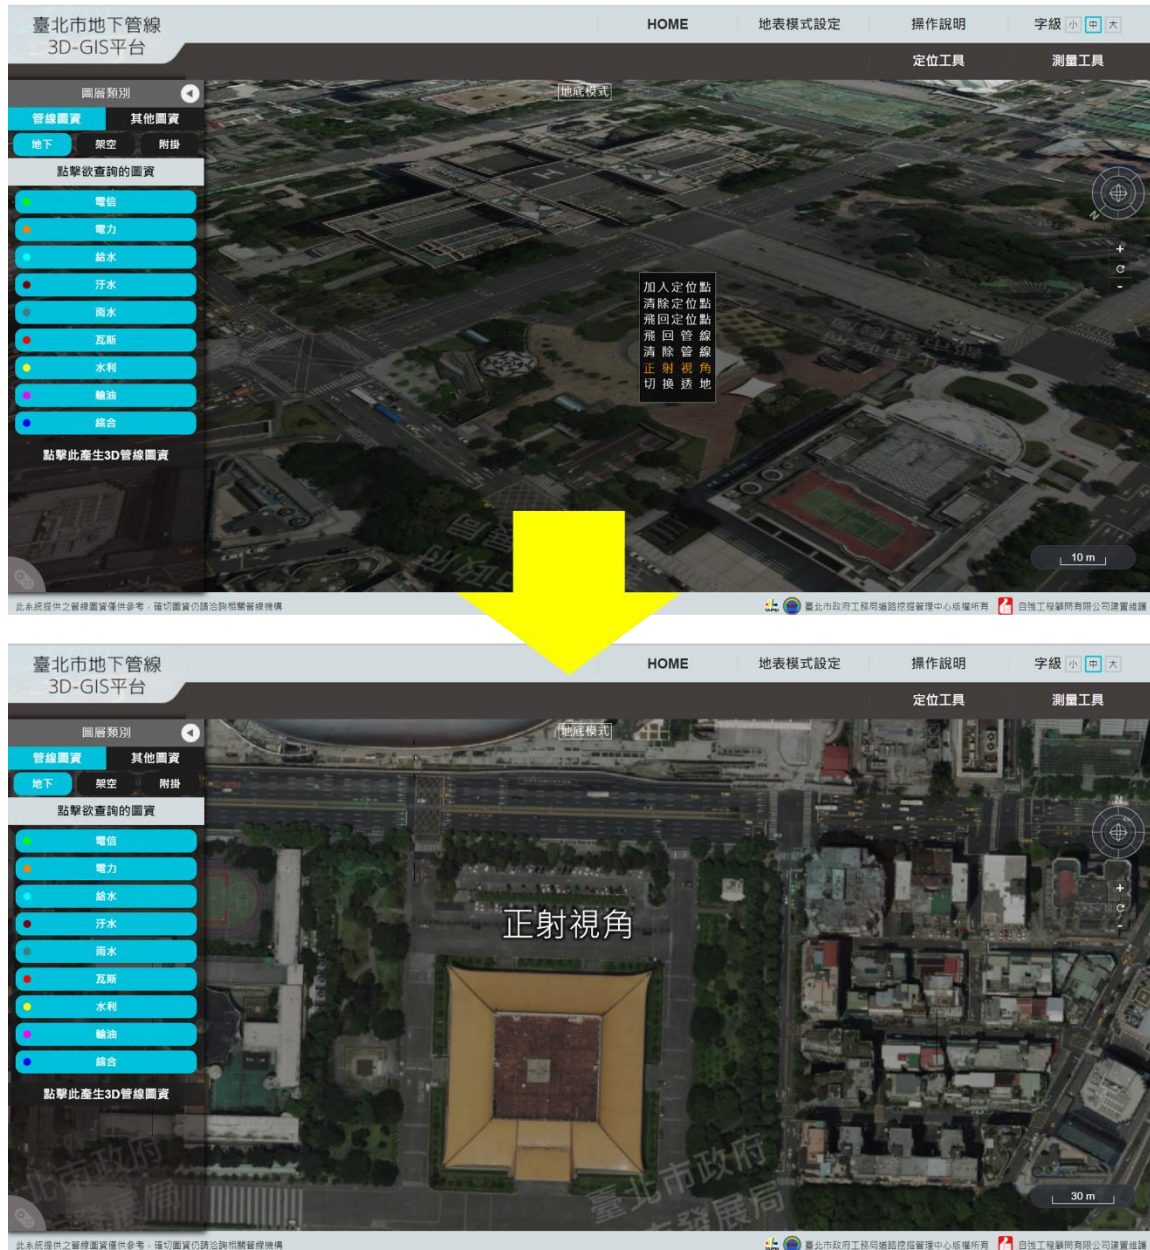 臺北市地下管線
3D-GIS平台
HOME
地表模式設定
操作說明
字級 小 中 大
定位工具
測量工具
圖層類別
地底模式
管線圖資
其他圖資
地下
架空
附掛
點擊欲查詢的圖資
電信
電力
給水
汙水
雨水
瓦斯
水利
輸油
綜合
點擊此產生3D管線圖資
加入定位點
清除定位點
飛回定位點
飛回管線
清除管線
正射視角
切換透地
N
+
-
10 m
此系統提供之管線圖資僅供參考，確切圖資仍請洽詢相關管線機構
臺北市政府工務局道路挖掘管理中心版權所有
自強工程顧問有限公司建置維護
臺北市地下管線
3D-GIS平台
HOME
地表模式設定
操作說明
字級 小 中 大
定位工具
測量工具
圖層類別
地底模式
管線圖資
其他圖資
地下
架空
附掛
點擊欲查詢的圖資
N
電信
電力
給水
+
-
汙水
正射視角
雨水
瓦斯
水利
輸油
綜合
點擊此產生3D管線圖資
臺北市政府
發展局
30 m
此系統提供之管線圖資僅供參考，確切圖資仍請洽詢相關管線機構
臺北市政府工務局道路挖掘管理中心版權所有
自強工程顧問有限公司建置維護